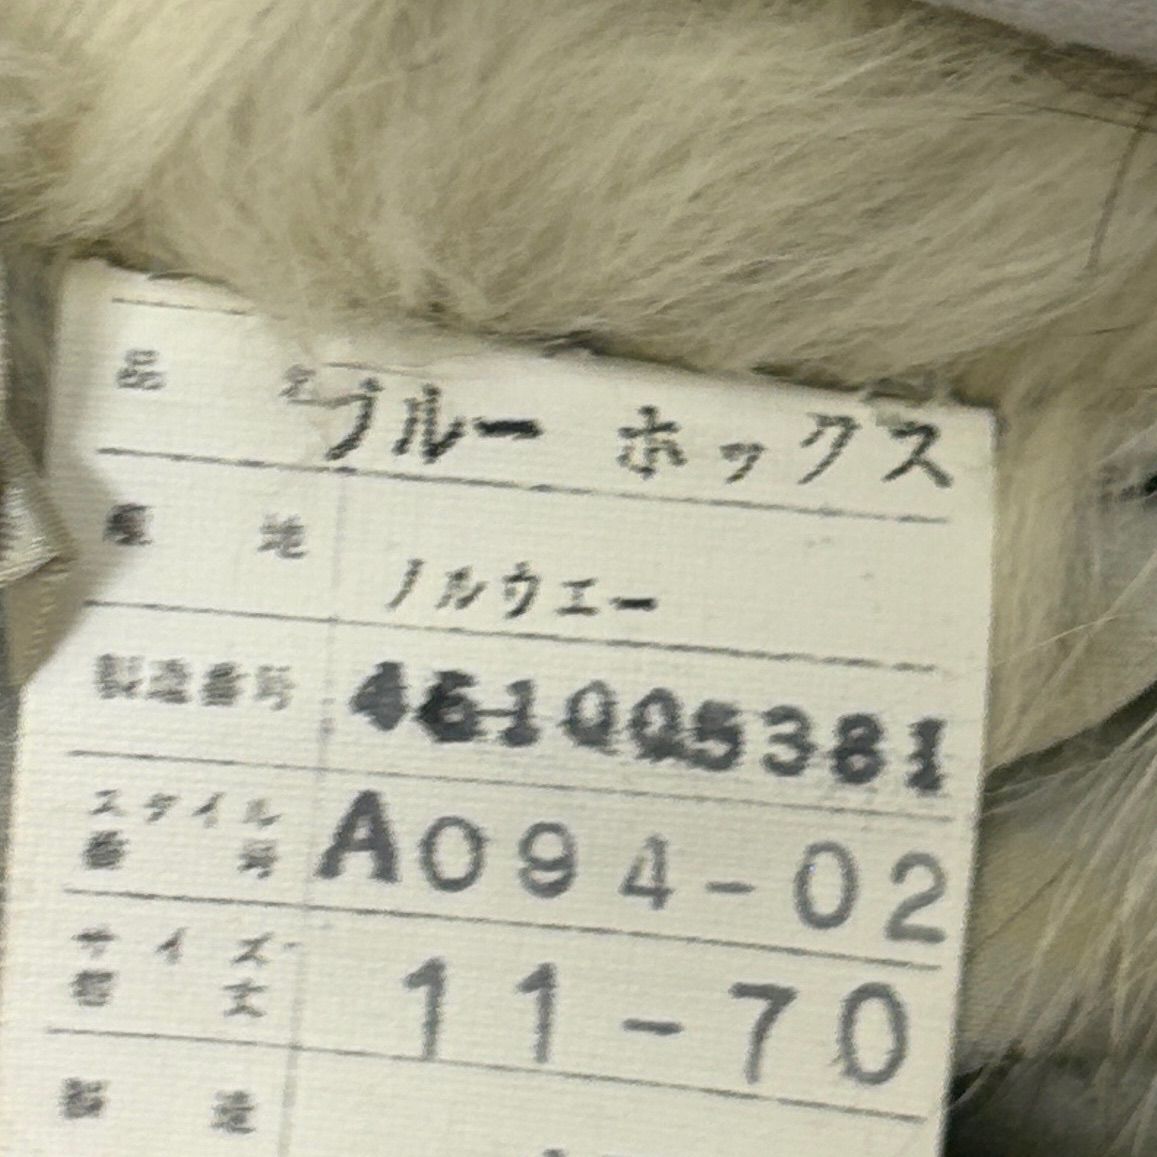 品名 ブルー ホックス
産地 ノルウエー
製造番号 461005381
スタイル番号 A094-02
サイズ着丈 11-70
製造